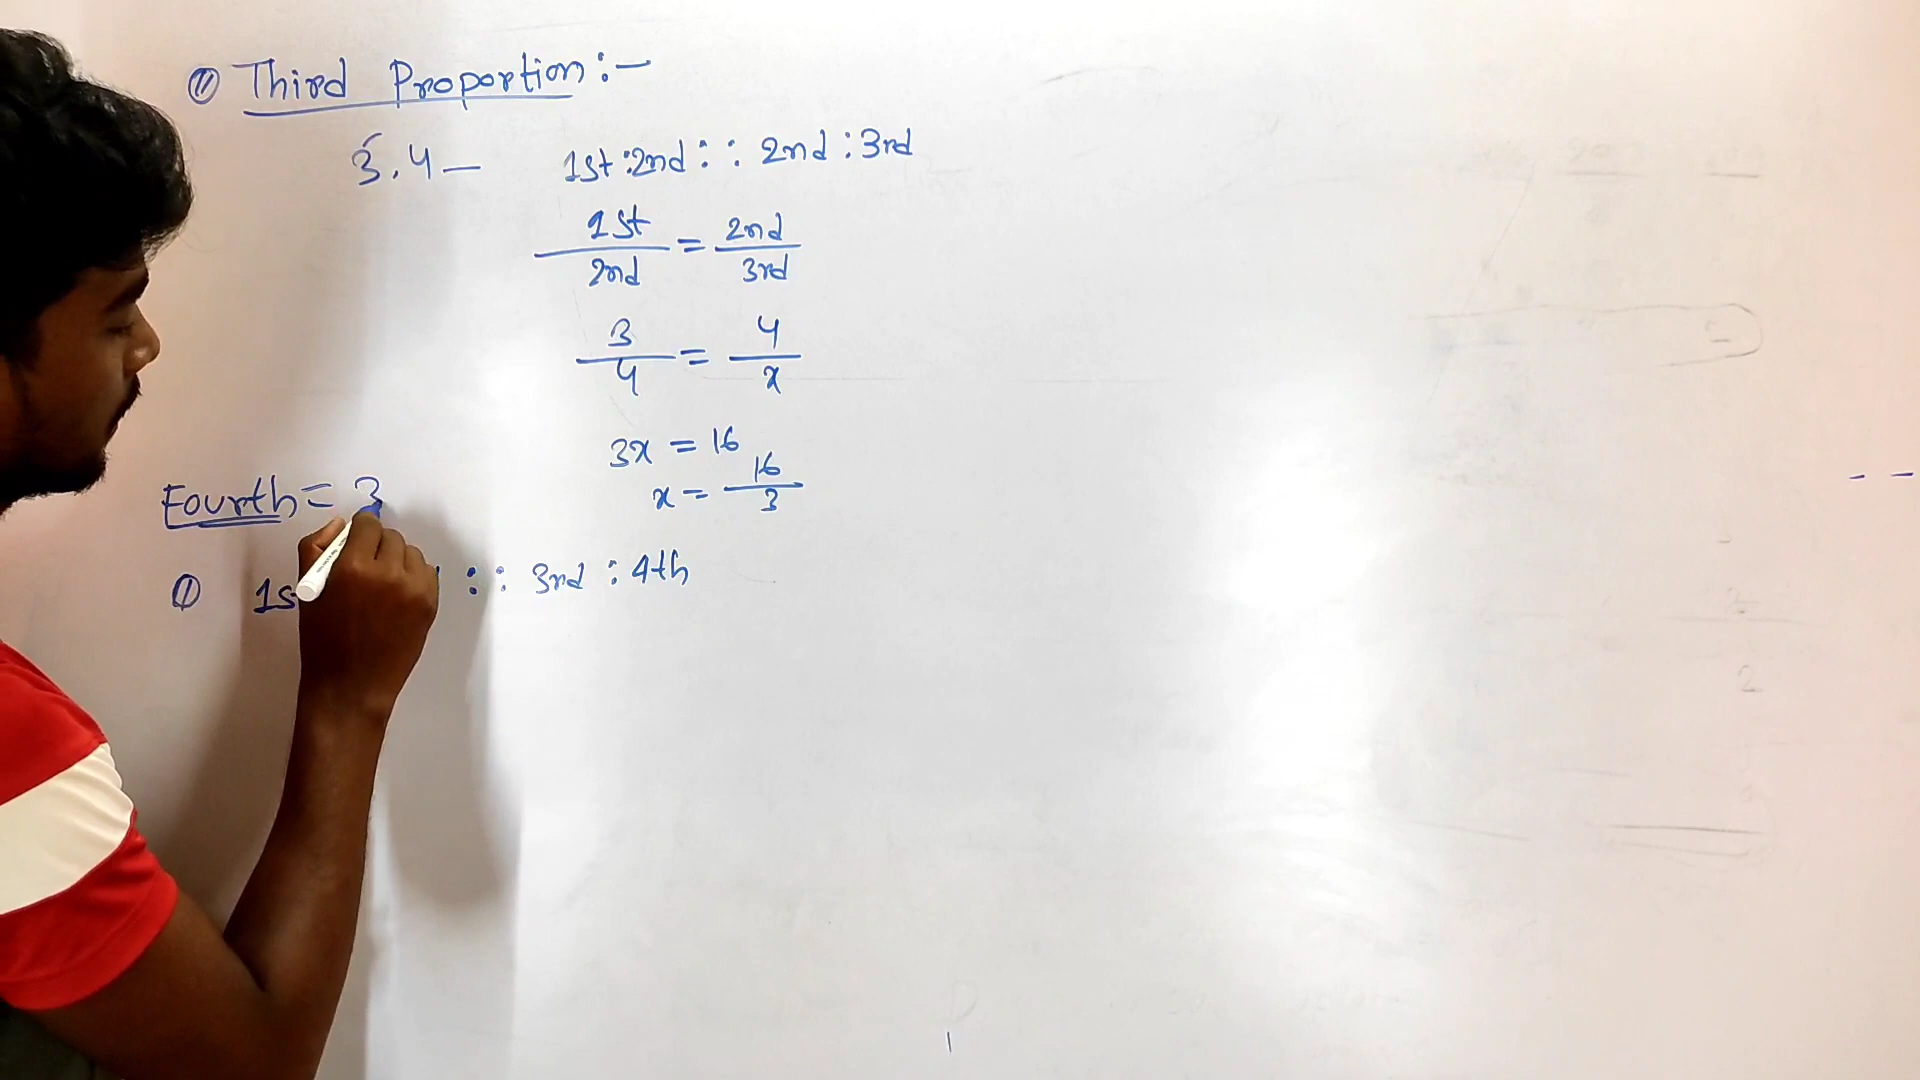 ⑪ Third Proportion :-
3.4 — 1st : 2nd :: 2nd : 3rd
1st/2nd = 2nd/3rd
3/4 = 4/x
3x = 16
x = 16/3
Fourth = 3
① 1s :: 3rd : 4th